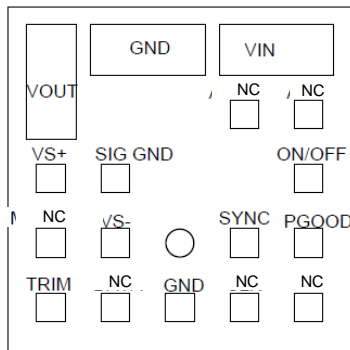 GND VIN
VOUT NC NC
VS+ SIG GND ON/OFF
NC VS- SYNC PGOOD
TRIM NC GND NC NC